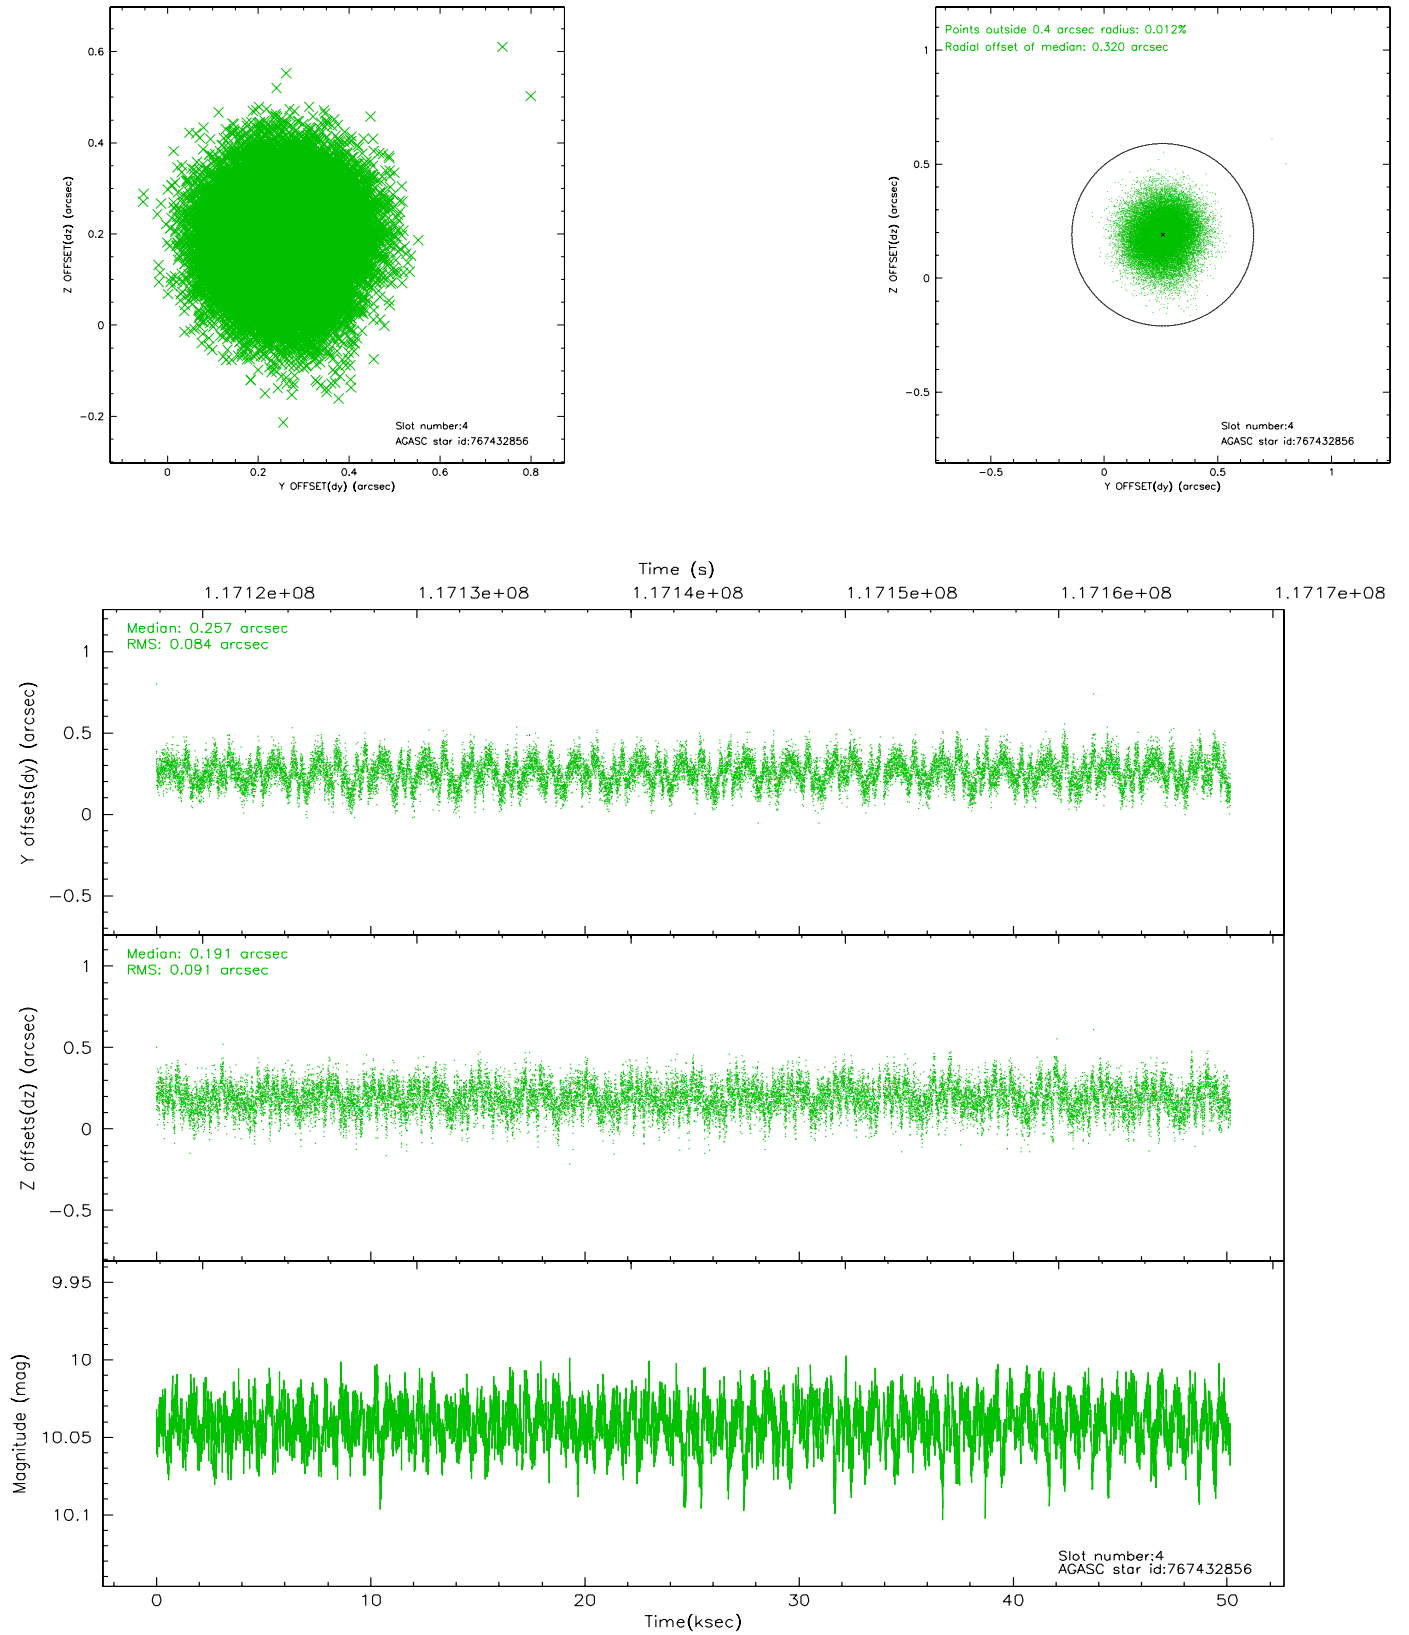 0.6
0.4
0.2
0
−0.2
Z OFFSET(dz) (arcsec)
0 0.2 0.4 0.6 0.8
Y OFFSET(dy) (arcsec)
Slot number:4
AGASC star id:767432856
Points outside 0.4 arcsec radius: 0.012%
Radial offset of median: 0.320 arcsec
1
0.5
0
−0.5
Z OFFSET(dz) (arcsec)
−0.5 0 0.5 1
Y OFFSET(dy) (arcsec)
Slot number:4
AGASC star id:767432856
Time (s)
1.1712e+08 1.1713e+08 1.1714e+08 1.1715e+08 1.1716e+08 1.1717e+08
Median: 0.257 arcsec
RMS: 0.084 arcsec
1
0.5
0
−0.5
Y offsets(dy) (arcsec)
Median: 0.191 arcsec
RMS: 0.091 arcsec
1
0.5
0
−0.5
Z offsets(dz) (arcsec)
9.95
10
10.05
10.1
Magnitude (mag)
Slot number:4
AGASC star id:767432856
0 10 20 30 40 50
Time(ksec)